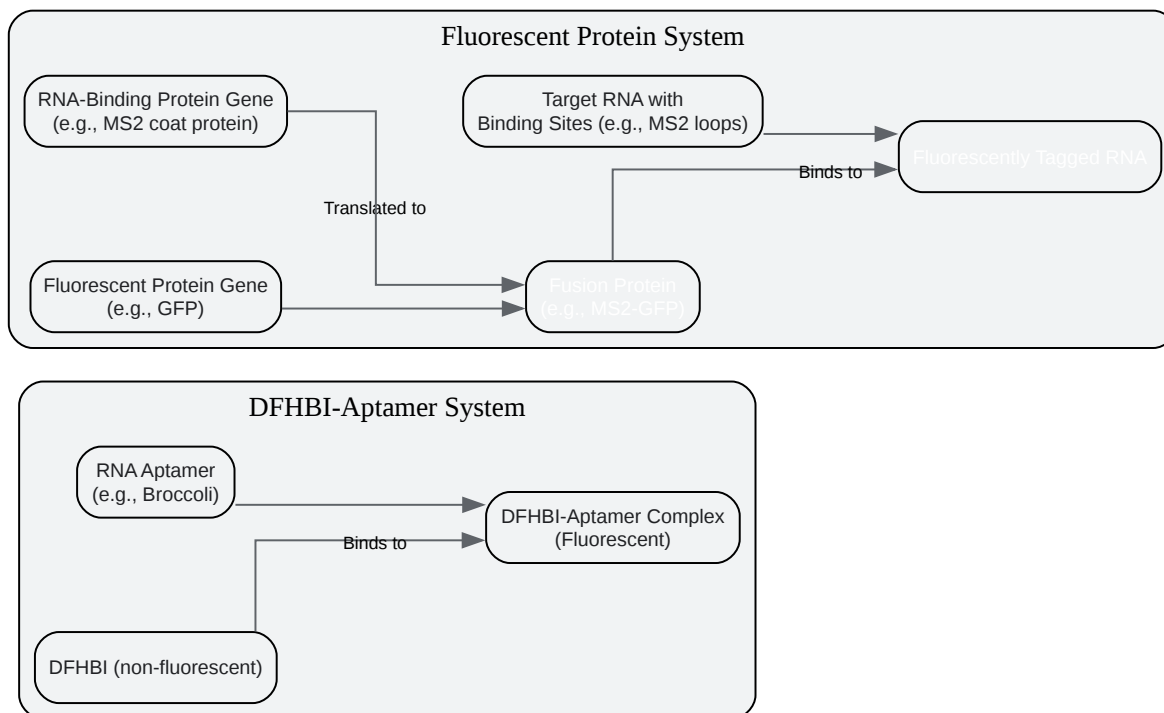 Fluorescent Protein System
RNA-Binding Protein Gene
(e.g., MS2 coat protein)
Target RNA with
Binding Sites (e.g., MS2 loops)
Fluorescently Tagged RNA
Binds to
Translated to
Fluorescent Protein Gene
(e.g., GFP)
Fusion Protein
(e.g., MS2-GFP)
DFHBI-Aptamer System
RNA Aptamer
(e.g., Broccoli)
DFHBI-Aptamer Complex
(Fluorescent)
Binds to
DFHBI (non-fluorescent)